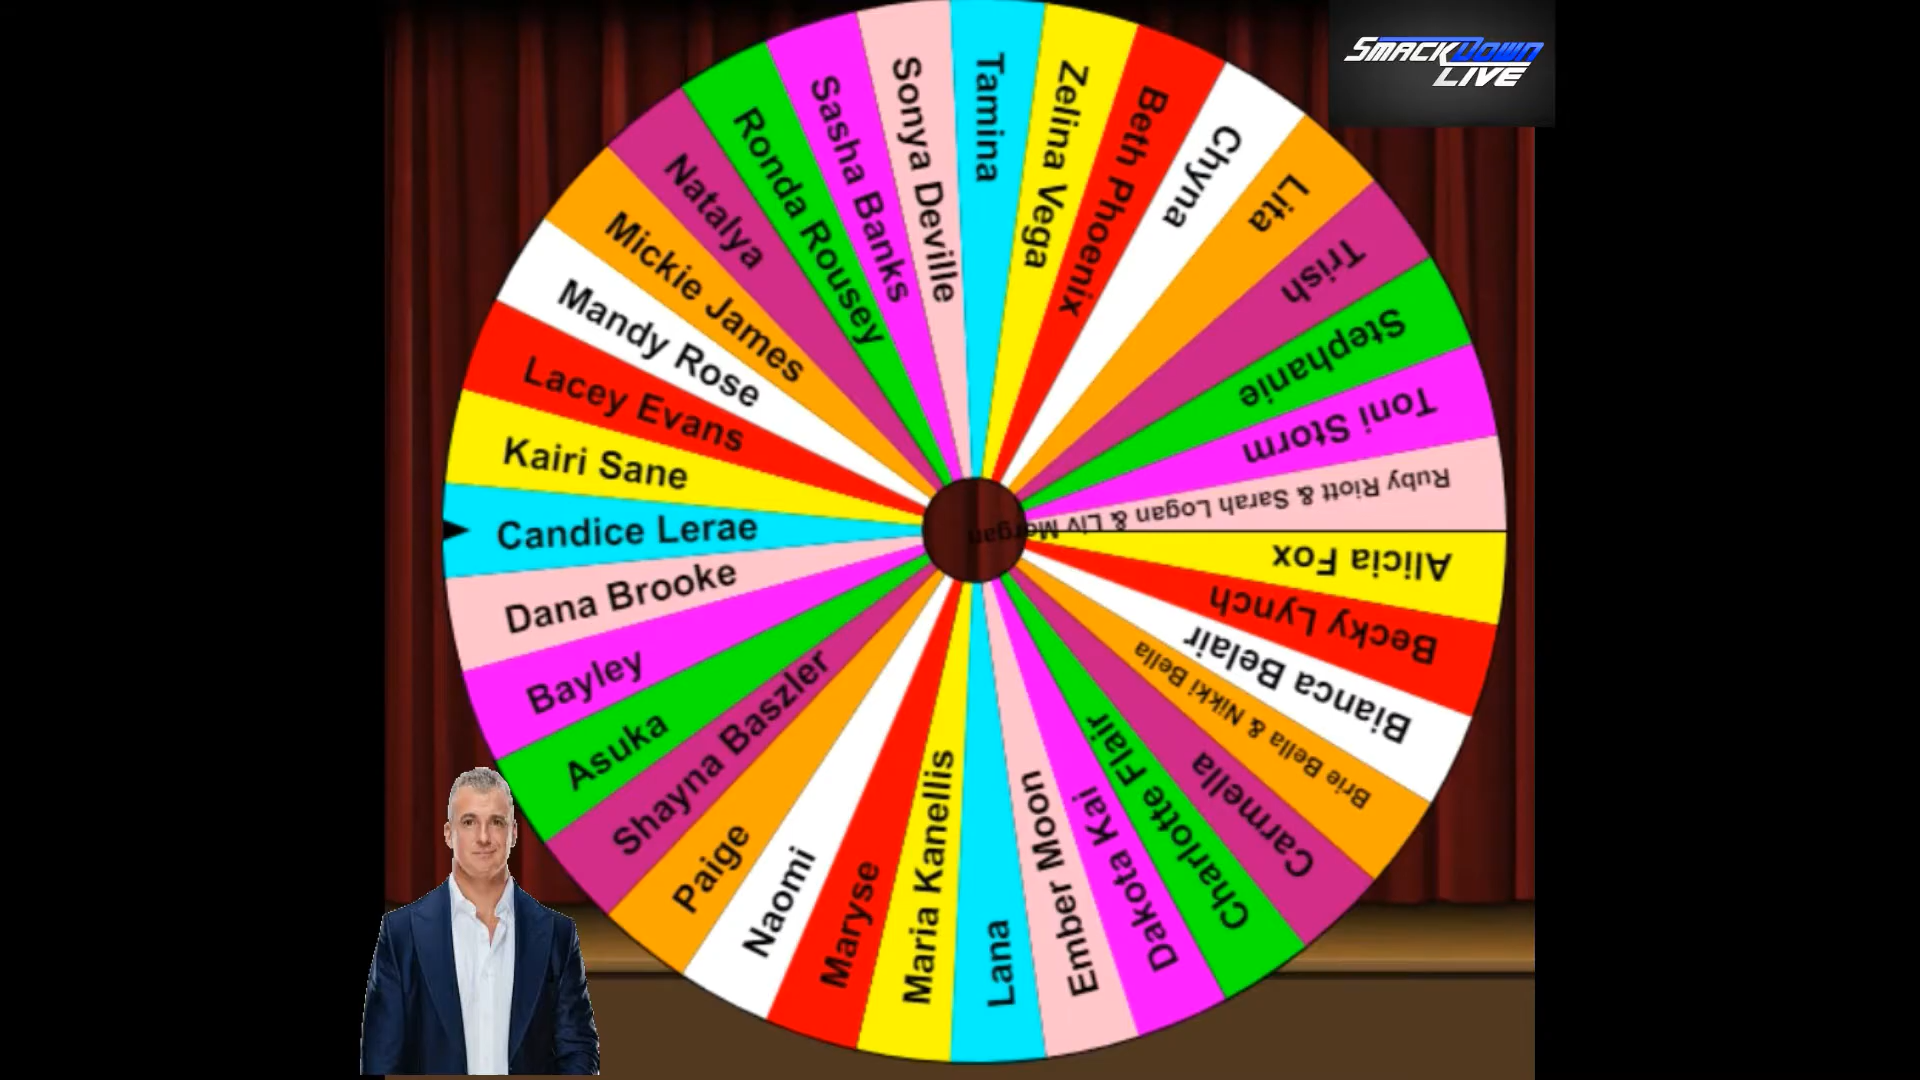 SMACKDOWN
LIVE
Tamina
Zelina Vega
Beth Phoenix
Chyna
Lita
Trish
Stephanie
Toni Storm
Ruby Riott & Sarah Logan & Liv Morgan
Alicia Fox
Becky Lynch
Bianca Belair
Brie Bella & Nikki Bella
Carmella
Charlotte Flair
Dakota Kai
Ember Moon
Lana
Maria Kanellis
Maryse
Naomi
Paige
Shayna Baszler
Asuka
Bayley
Dana Brooke
Candice Lerae
Kairi Sane
Lacey Evans
Mandy Rose
Mickie James
Natalya
Ronda Rousey
Sasha Banks
Sonya Deville